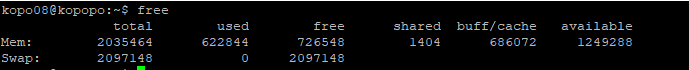 kopo08@kopopo:~$ free
              total        used        free      shared  buff/cache   available
Mem:        2035464      622844      726548        1404      686072     1249288
Swap:       2097148           0     2097148